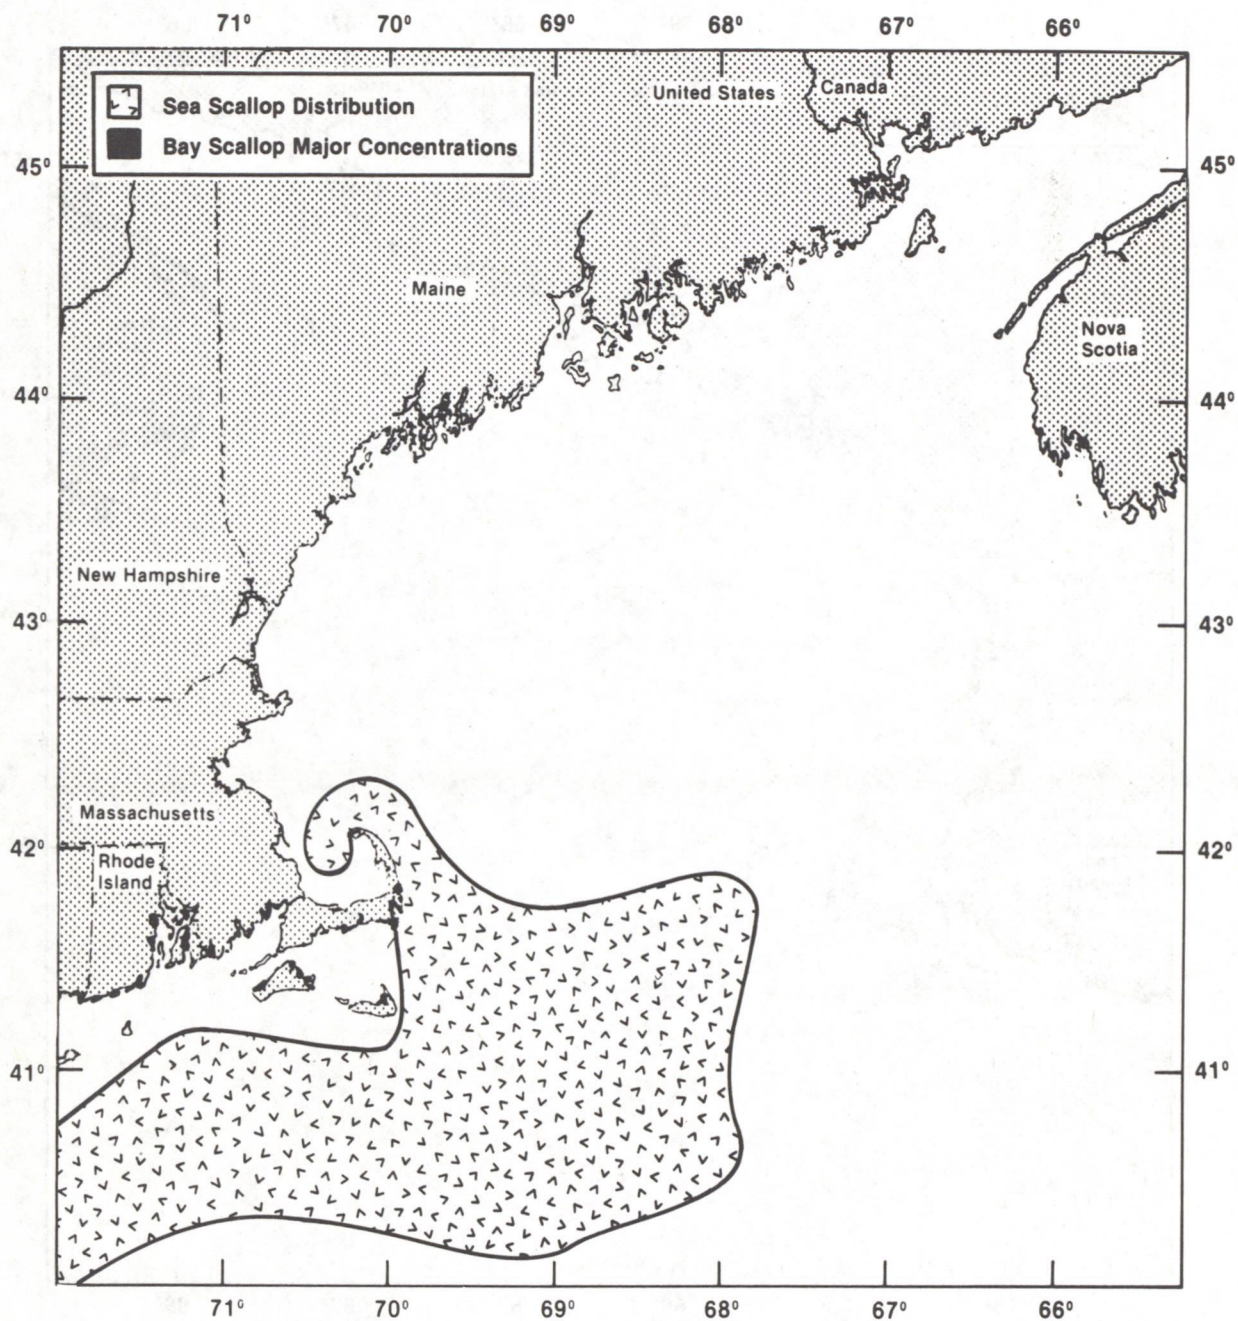 71° 70° 69° 68° 67° 66°
Sea Scallop Distribution
Bay Scallop Major Concentrations
United States
Canada
45° 45°
Maine
Nova
Scotia
44° 44°
New Hampshire
43° 43°
Massachusetts
42° 42°
Rhode
Island
41° 41°
71° 70° 69° 68° 67° 66°